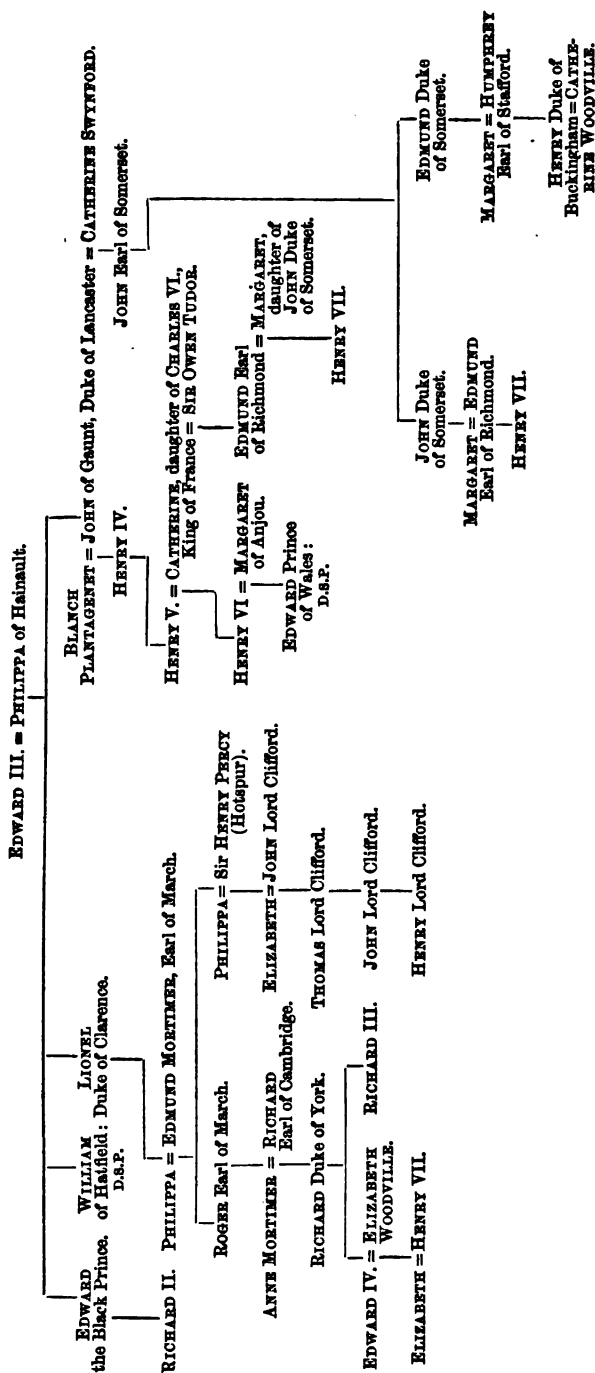 EDWARD III. = PHILIPPA of Hainault.
EDWARD
the Black Prince.
WILLIAM
of Hatfield:
D.S.P.
LIONEL
Duke of Clarence.
BLANCH
PLANTAGENET = JOHN of Gaunt, Duke of Lancaster = CATHERINE SWYNFORD.
RICHARD II.
PHILIPPA = EDMUND MORTIMER, Earl of March.
HENRY IV.
JOHN Earl of Somerset.
ROGER Earl of March.
PHILIPPA = Sir HENRY PERCY
(Hotspur).
HENRY V. = CATHERINE, daughter of CHARLES VI.,
King of France = SIR OWEN TUDOR.
ANNE MORTIMER = RICHARD
Earl of Cambridge.
ELIZABETH = JOHN Lord Clifford.
HENRY VI = MARGARET
of Anjou.
EDMUND Earl
of Richmond = MARGARET,
daughter of
JOHN DUKE
of Somerset.
RICHARD DUKE of YORK.
THOMAS Lord Clifford.
EDWARD Prince
of Wales:
D.S.P.
HENRY VII.
EDWARD IV. = ELIZABETH
WOODVILLE.
RICHARD III.
JOHN Lord Clifford.
JOHN DUKE
of Somerset.
EDMUND DUKE
of Somerset.
ELIZABETH = HENRY VII.
HENRY Lord Clifford.
MARGARET = EDMUND
Earl of Richmond.
MARGARET = HUMPHREY
Earl of Stafford.
HENRY VII.
HENRY Duke of
Buckingham = CATHE-
RINE WOODVILLE.